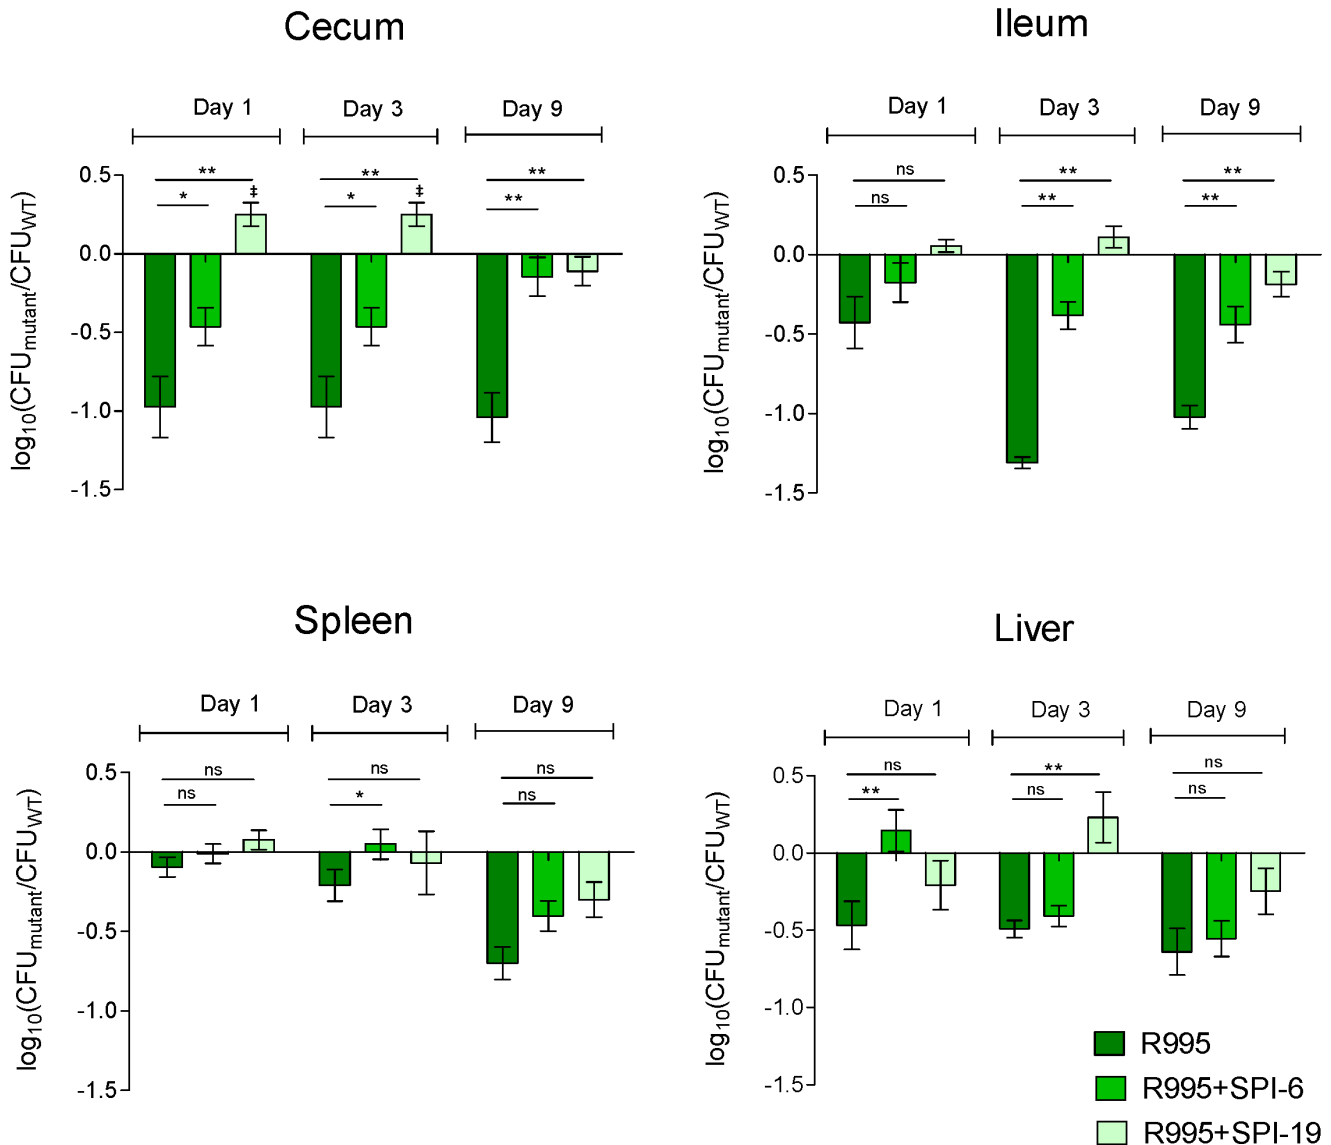 Cecum
Day 1 Day 3 Day 9
** ** **
* ‡ * ‡ **
log10(CFUmutant/CFUWT)
0.5
0.0
-0.5
-1.0
-1.5
Ileum
Day 1 Day 3 Day 9
ns ** **
ns ** **
log10(CFUmutant/CFUWT)
0.5
0.0
-0.5
-1.0
-1.5
Spleen
Day 1 Day 3 Day 9
ns ns ns
ns * ns
log10(CFUmutant/CFUWT)
0.5
0.0
-0.5
-1.0
-1.5
Liver
Day 1 Day 3 Day 9
ns ** ns
** ns ns
log10(CFUmutant/CFUWT)
0.5
0.0
-0.5
-1.0
-1.5
R995
R995+SPI-6
R995+SPI-19